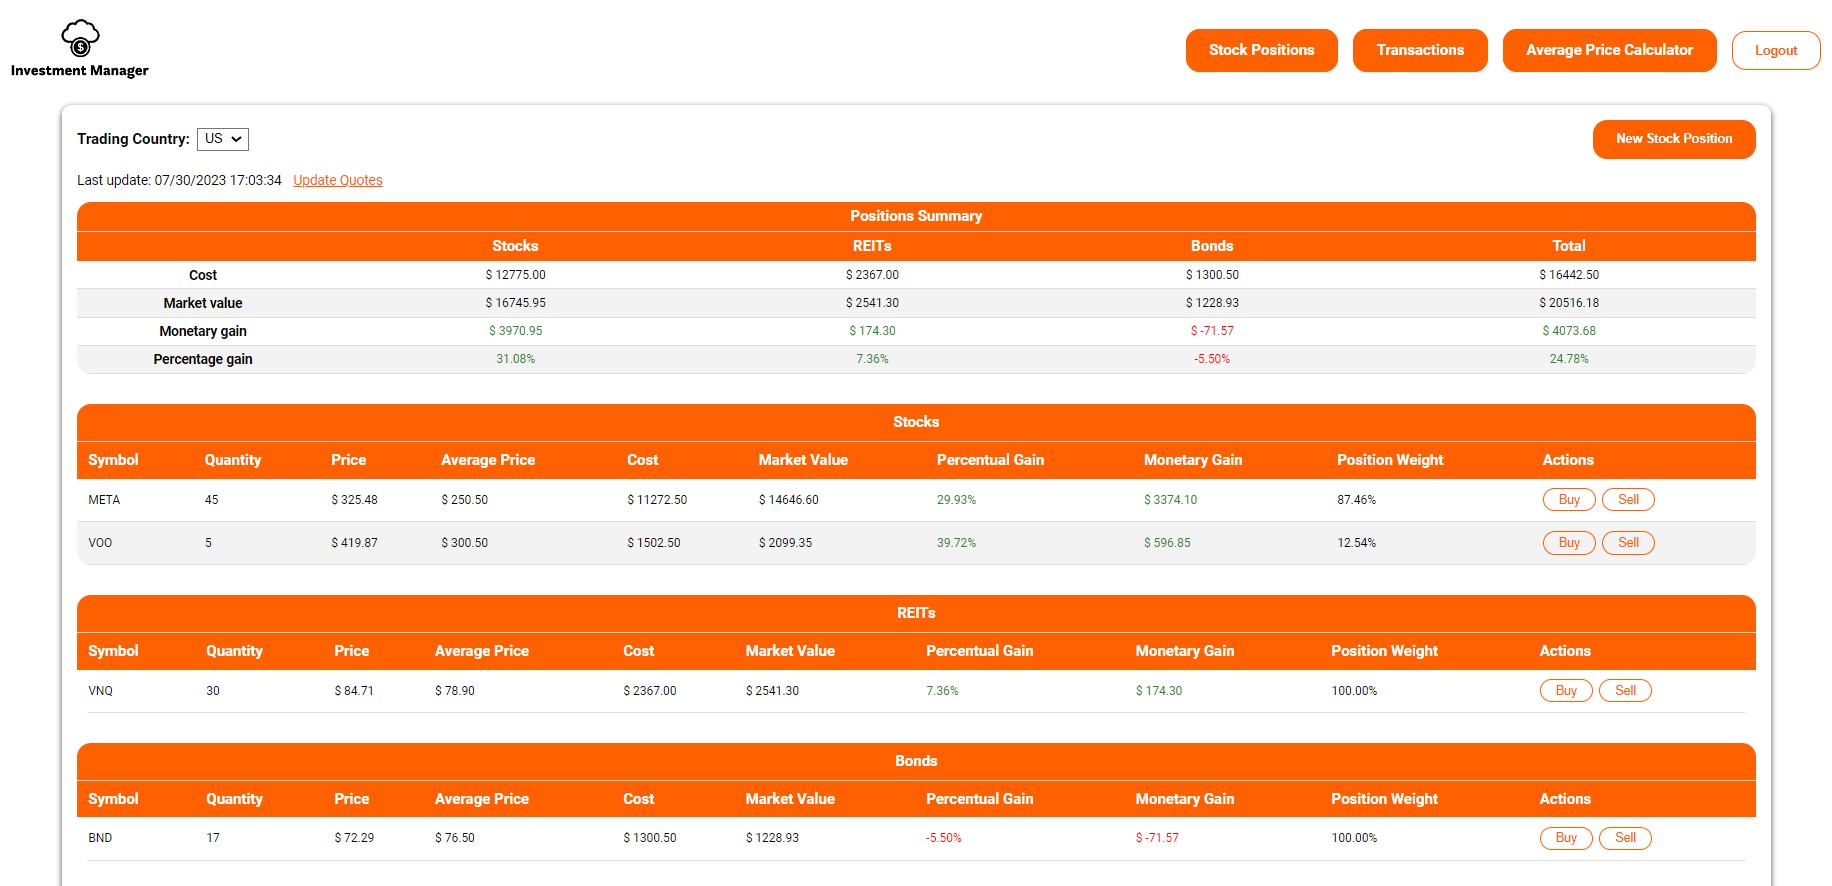 $
Investment Manager
Stock Positions Transactions Average Price Calculator Logout
Trading Country: US New Stock Position
Last update: 07/30/2023 17:03:34 Update Quotes
Positions Summary
Stocks REITs Bonds Total
Cost $ 12775.00 $ 2367.00 $ 1300.50 $ 16442.50
Market value $ 16745.95 $ 2541.30 $ 1228.93 $ 20516.18
Monetary gain $ 3970.95 $ 174.30 $ -71.57 $ 4073.68
Percentage gain 31.08% 7.36% -5.50% 24.78%
Stocks
Symbol Quantity Price Average Price Cost Market Value Percentual Gain Monetary Gain Position Weight Actions
META 45 $ 325.48 $ 250.50 $ 11272.50 $ 14646.60 29.93% $ 3374.10 87.46% Buy Sell
VOO 5 $ 419.87 $ 300.50 $ 1502.50 $ 2099.35 39.72% $ 596.85 12.54% Buy Sell
REITs
Symbol Quantity Price Average Price Cost Market Value Percentual Gain Monetary Gain Position Weight Actions
VNQ 30 $ 84.71 $ 78.90 $ 2367.00 $ 2541.30 7.36% $ 174.30 100.00% Buy Sell
Bonds
Symbol Quantity Price Average Price Cost Market Value Percentual Gain Monetary Gain Position Weight Actions
BND 17 $ 72.29 $ 76.50 $ 1300.50 $ 1228.93 -5.50% $ -71.57 100.00% Buy Sell